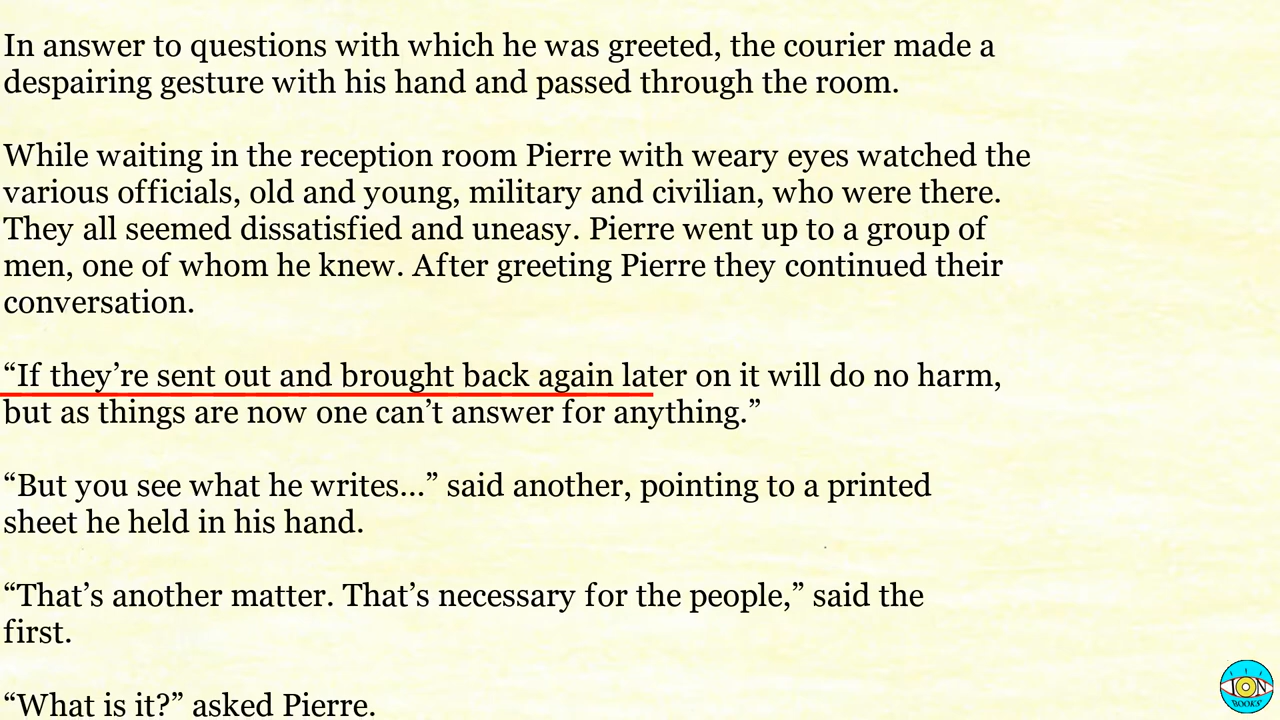 In answer to questions with which he was greeted, the courier made a
despairing gesture with his hand and passed through the room.
While waiting in the reception room Pierre with weary eyes watched the
various officials, old and young, military and civilian, who were there.
They all seemed dissatisfied and uneasy. Pierre went up to a group of
men, one of whom he knew. After greeting Pierre they continued their
conversation.
“If they’re sent out and brought back again later on it will do no harm,
but as things are now one can’t answer for anything.”
“But you see what he writes...” said another, pointing to a printed
sheet he held in his hand.
“That’s another matter. That’s necessary for the people,” said the
first.
“What is it?” asked Pierre.
ION
BOOKS